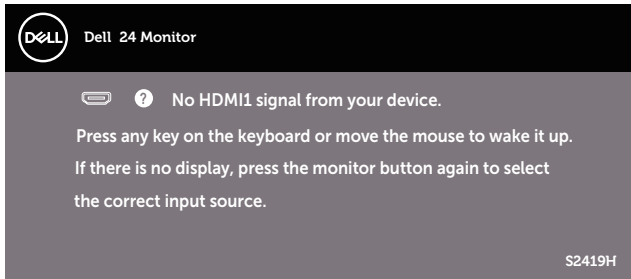 DELL
Dell 24 Monitor
? No HDMI1 signal from your device.
Press any key on the keyboard or move the mouse to wake it up.
If there is no display, press the monitor button again to select
the correct input source.
S2419H